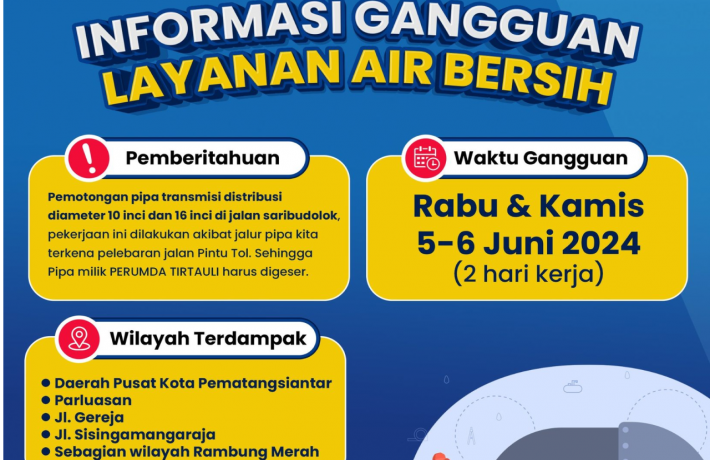 INFORMASI GANGGUAN
LAYANAN AIR BERSIH
Pemberitahuan
Pemotongan pipa transmisi distribusi
diameter 10 inci dan 16 inci di jalan saribudolok,
pekerjaan ini dilakukan akibat jalur pipa kita
terkena pelebaran jalan Pintu Tol. Sehingga
Pipa milik PERUMDA TIRTAULI harus digeser.
Waktu Gangguan
Rabu & Kamis
5-6 Juni 2024
(2 hari kerja)
Wilayah Terdampak
● Daerah Pusat Kota Pematangsiantar
● Parluasan
● Jl. Gereja
● Jl. Sisingamangaraja
● Sebagian wilayah Rambung Merah